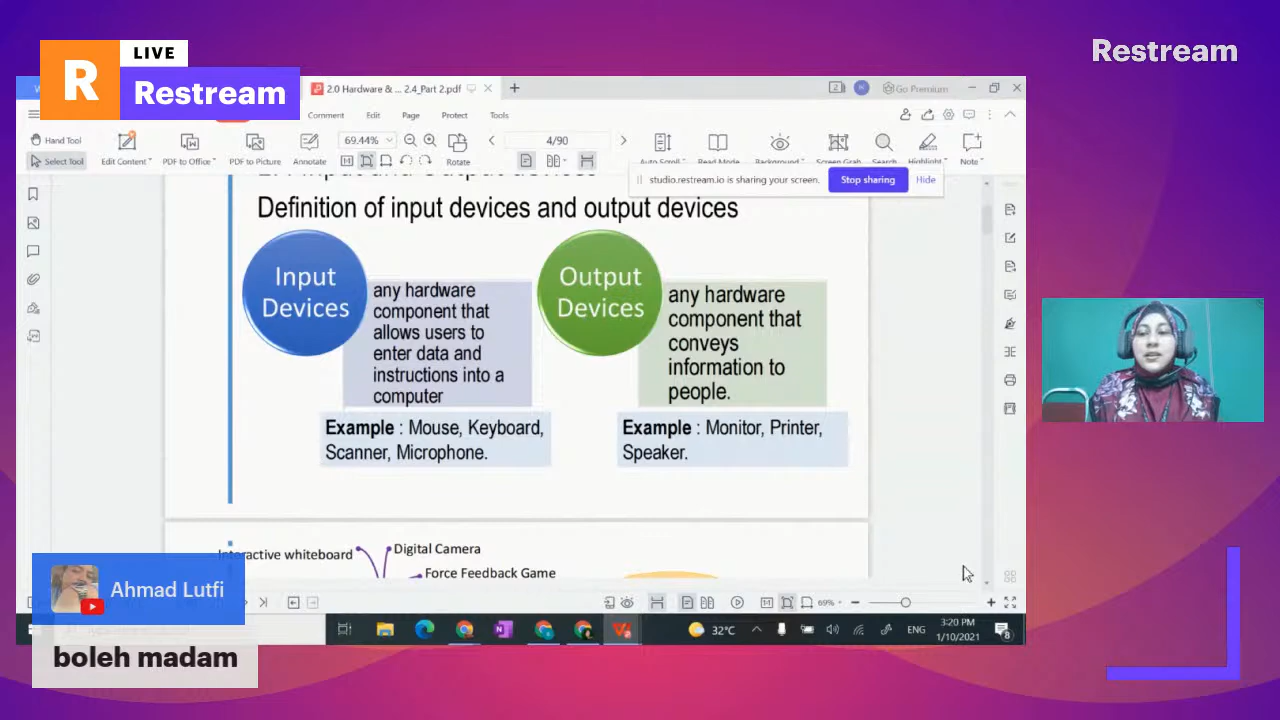 R
LIVE
Restream
Restream
2.0 Hardware & ... 2.4_Part 2.pdf
Go Premium
Comment
Edit
Page
Protect
Tools
Hand Tool
Select Tool
Edit Content
PDF to Office
PDF to Picture
Annotate
69.44%
Rotate
4/90
Auto Scroll
Read Mode
Background
Screen Grab
Search
Highlight
Note
studio.restream.io is sharing your screen.
Stop sharing
Hide
Definition of input devices and output devices
Input
Devices
any hardware
component that
allows users to
enter data and
instructions into a
computer
Example : Mouse, Keyboard,
Scanner, Microphone.
Output
Devices
any hardware
component that
conveys
information to
people.
Example : Monitor, Printer,
Speaker.
Interactive whiteboard
Digital Camera
Force Feedback Game
69%
32°C
ENG
3:20 PM
1/10/2021
8
Ahmad Lutfi
boleh madam